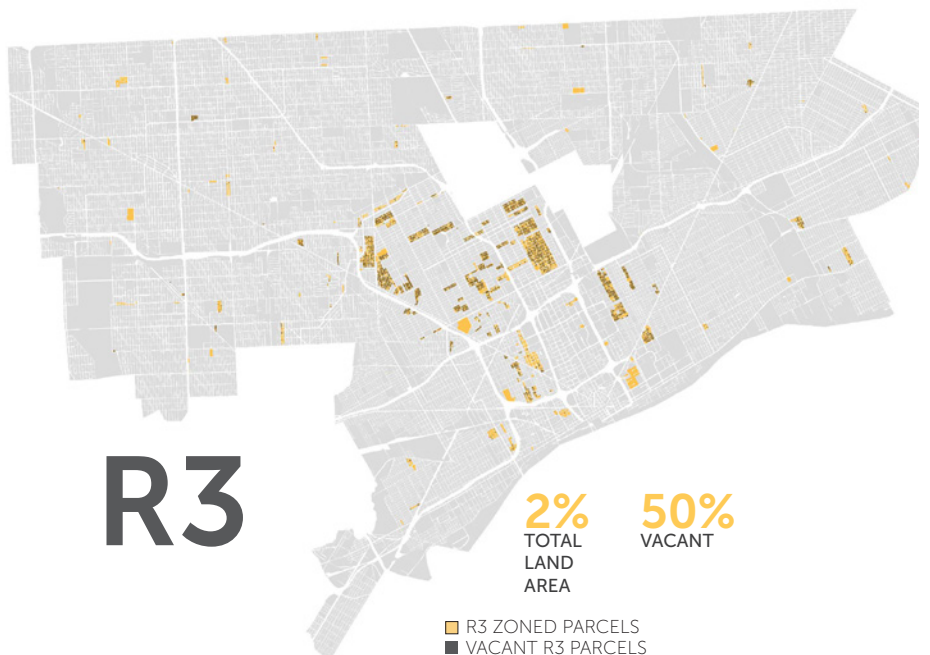 R3
2%
TOTAL
LAND
AREA
50%
VACANT
R3 ZONED PARCELS
VACANT R3 PARCELS